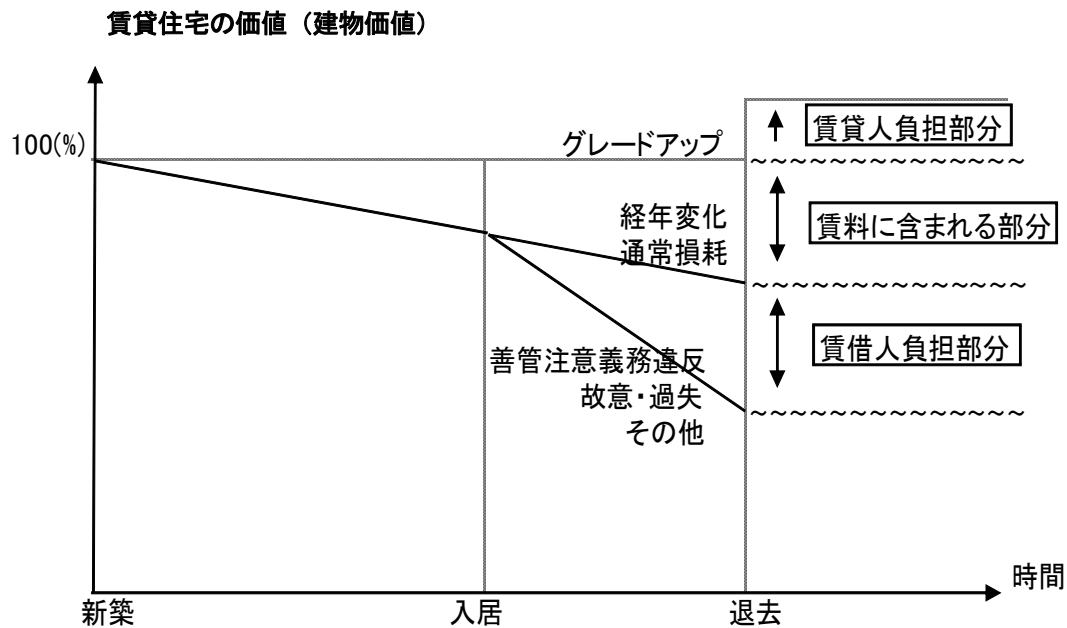 賃貸住宅の価値（建物価値）
100(%)
グレードアップ
賃貸人負担部分
～～～～～～～～～～～～～～
経年変化
通常損耗
賃料に含まれる部分
～～～～～～～～～～～～～～
善管注意義務違反
故意・過失
その他
賃借人負担部分
～～～～～～～～～～～～～～
時間
新築
入居
退去